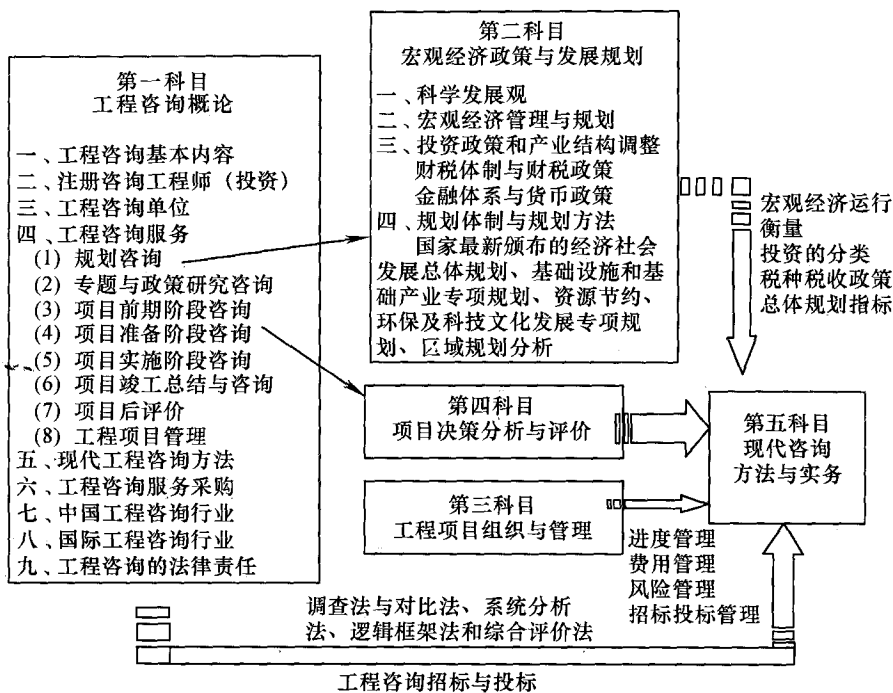 第一科目
工程咨询概论
一、工程咨询基本内容
二、注册咨询工程师（投资）
三、工程咨询单位
四、工程咨询服务
(1) 规划咨询
(2) 专题与政策研究咨询
(3) 项目前期阶段咨询
(4) 项目准备阶段咨询
(5) 项目实施阶段咨询
(6) 项目竣工总结与咨询
(7) 项目后评价
(8) 工程项目管理
五、现代工程咨询方法
六、工程咨询服务采购
七、中国工程咨询行业
八、国际工程咨询行业
九、工程咨询的法律责任
第二科目
宏观经济政策与发展规划
一、科学发展观
二、宏观经济管理与规划
三、投资政策和产业结构调整
财税体制与财税政策
金融体系与货币政策
四、规划体制与规划方法
国家最新颁布的经济社会
发展总体规划、基础设施和基
础产业专项规划、资源节约、
环保及科技文化发展专项规
划、区域规划分析
宏观经济运行
衡量
投资的分类
税种税收政策
总体规划指标
第四科目
项目决策分析与评价
第三科目
工程项目组织与管理
第五科目
现代咨询
方法与实务
进度管理
费用管理
风险管理
招标投标管理
调查法与对比法、系统分析
法、逻辑框架法和综合评价法
工程咨询招标与投标